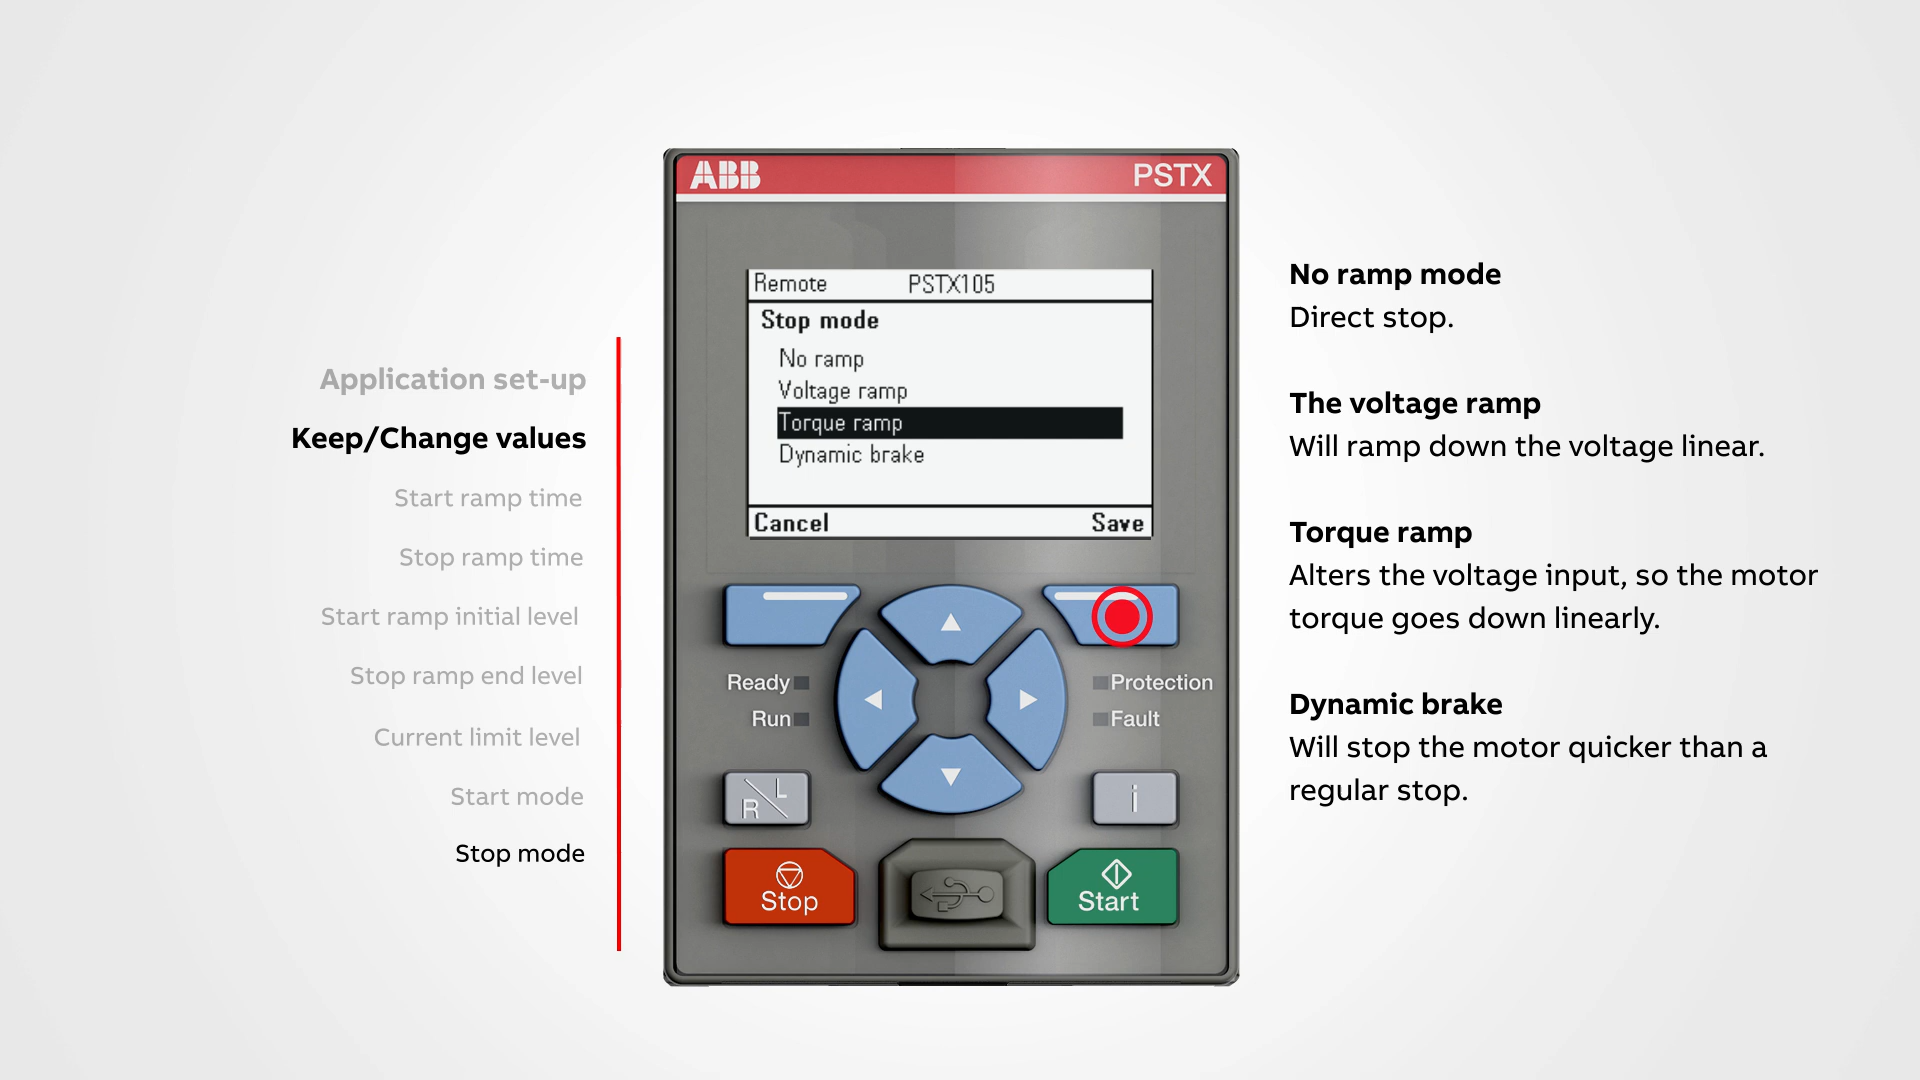 Application set-up
Keep/Change values
Start ramp time
Stop ramp time
Start ramp initial level
Stop ramp end level
Current limit level
Start mode
Stop mode
ABB PSTX
Remote PSTX105
Stop mode
No ramp
Voltage ramp
Torque ramp
Dynamic brake
Cancel Save
Ready Protection
Run Fault
R L i
Stop Start
No ramp mode
Direct stop.
The voltage ramp
Will ramp down the voltage linear.
Torque ramp
Alters the voltage input, so the motor
torque goes down linearly.
Dynamic brake
Will stop the motor quicker than a
regular stop.